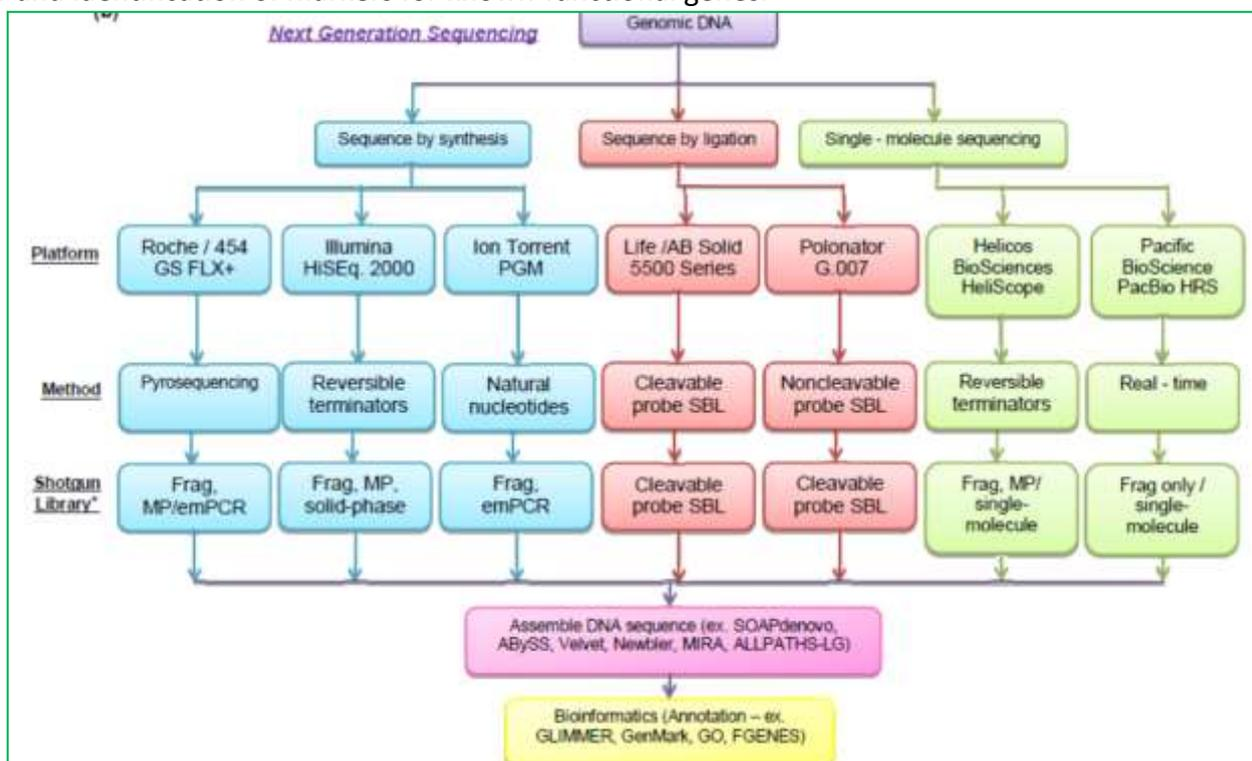 (b)
Next Generation Sequencing
Genomic DNA
Sequence by synthesis
Sequence by ligation
Single - molecule sequencing
Platform
Roche / 454
GS FLX+
Illumina
HiSEq. 2000
Ion Torrent
PGM
Life /AB Solid
5500 Series
Polonator
G.007
Helicos
BioSciences
HeliScope
Pacific
BioScience
PacBio HRS
Method
Pyrosequencing
Reversible
terminators
Natural
nucleotides
Cleavable
probe SBL
Noncleavable
probe SBL
Reversible
terminators
Real - time
Shotgun
Library*
Frag,
MP/emPCR
Frag, MP,
solid-phase
Frag,
emPCR
Cleavable
probe SBL
Cleavable
probe SBL
Frag, MP/
single-
molecule
Frag only /
single-
molecule
Assemble DNA sequence (ex. SOAPdenovo,
ABySS, Velvet, Newbler, MIRA, ALLPATHS-LG)
Bioinformatics (Annotation – ex.
GLIMMER, GenMark, GO, FGENES)